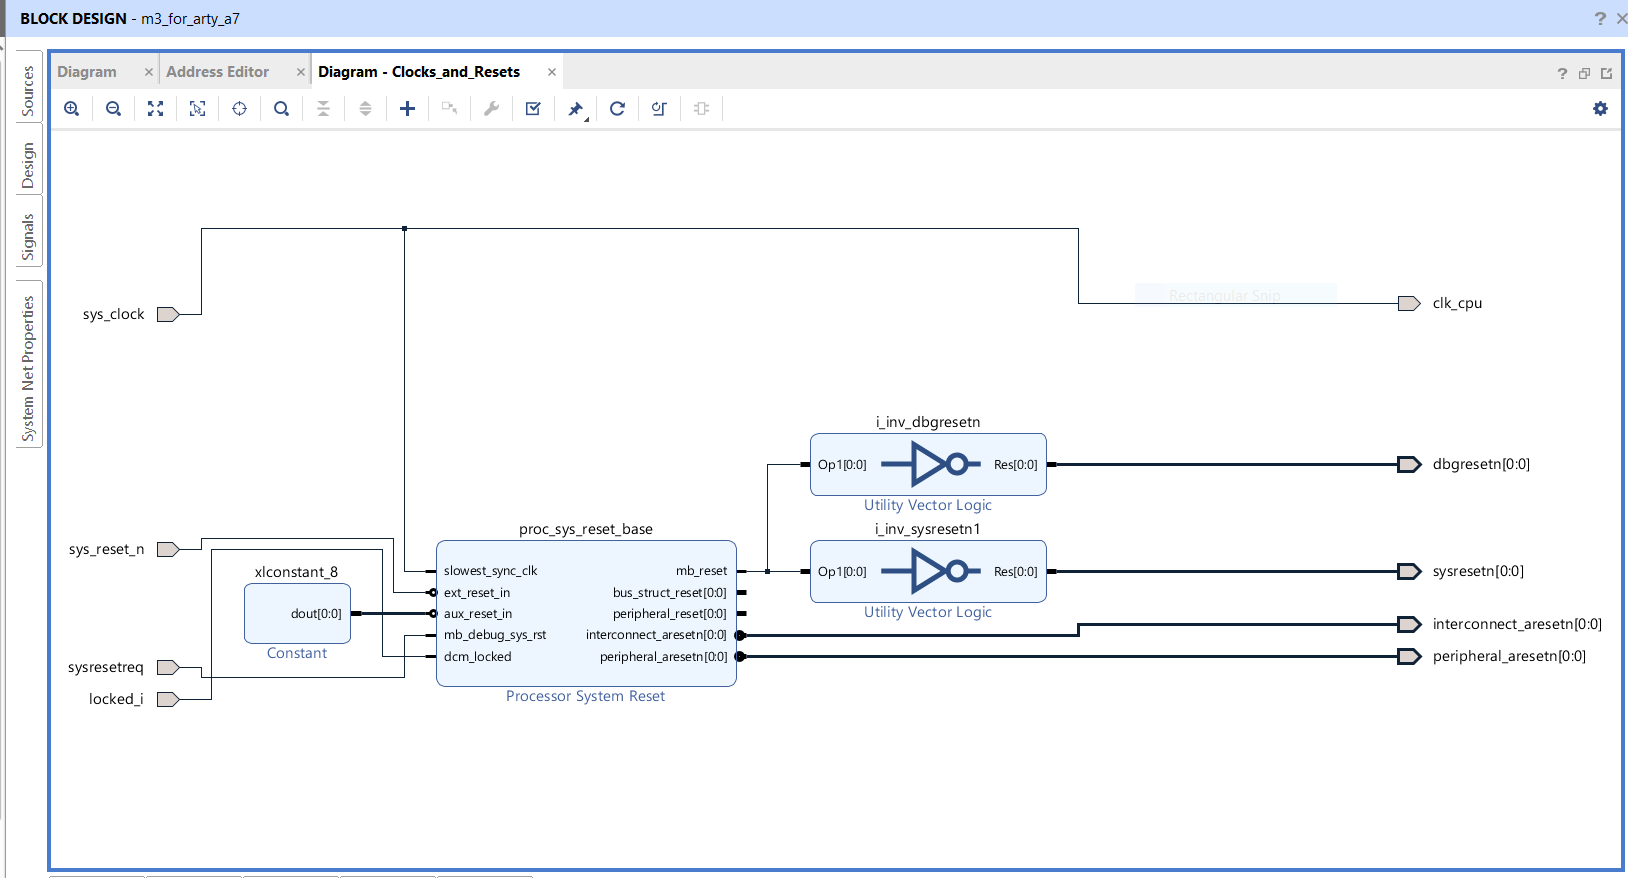 BLOCK DESIGN - m3_for_arty_a7
? ×
Sources
Design
Signals
System Net Properties
Diagram ×
Address Editor ×
Diagram - Clocks_and_Resets ×
?
Rectangular Snip
sys_clock
clk_cpu
i_inv_dbgresetn
Op1[0:0]
Res[0:0]
dbgresetn[0:0]
Utility Vector Logic
proc_sys_reset_base
i_inv_sysresetn1
Op1[0:0]
Res[0:0]
sysresetn[0:0]
Utility Vector Logic
sys_reset_n
xlconstant_8
dout[0:0]
Constant
slowest_sync_clk
ext_reset_in
aux_reset_in
mb_debug_sys_rst
dcm_locked
mb_reset
bus_struct_reset[0:0]
peripheral_reset[0:0]
interconnect_aresetn[0:0]
peripheral_aresetn[0:0]
Processor System Reset
interconnect_aresetn[0:0]
peripheral_aresetn[0:0]
sysresetreq
locked_i